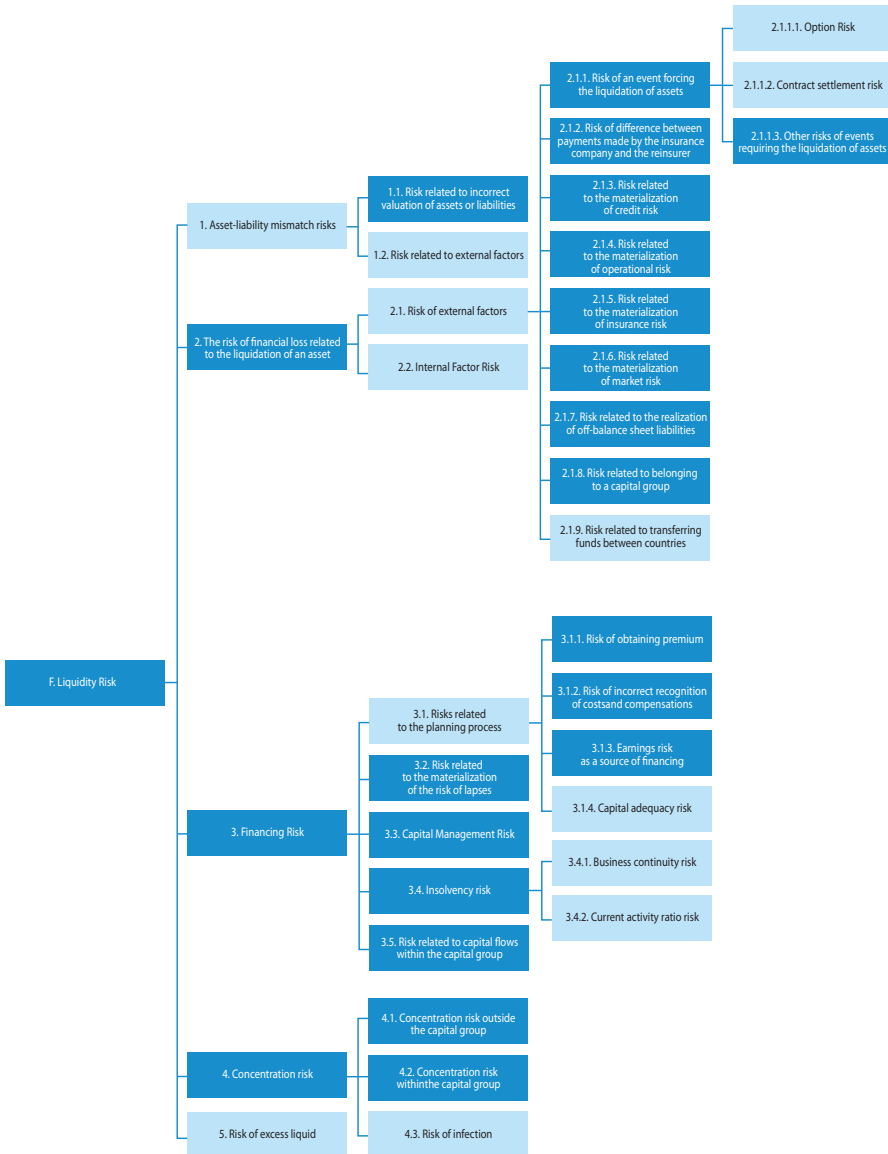 F. Liquidity Risk
1. Asset-liability mismatch risks
1.1. Risk related to incorrect
valuation of assets or liabilities
1.2. Risk related to external factors
2. The risk of financial loss related
to the liquidation of an asset
2.1. Risk of external factors
2.1.1. Risk of an event forcing
the liquidation of assets
2.1.1.1. Option Risk
2.1.1.2. Contract settlement risk
2.1.1.3. Other risks of events
requiring the liquidation of assets
2.1.2. Risk of difference between
payments made by the insurance
company and the reinsurer
2.1.3. Risk related
to the materialization
of credit risk
2.1.4. Risk related
to the materialization
of operational risk
2.1.5. Risk related
to the materialization
of insurance risk
2.1.6. Risk related
to the materialization
of market risk
2.1.7. Risk related to the realization
of off-balance sheet liabilities
2.1.8. Risk related to belonging
to a capital group
2.1.9. Risk related to transferring
funds between countries
2.2. Internal Factor Risk
3. Financing Risk
3.1. Risks related
to the planning process
3.1.1. Risk of obtaining premium
3.1.2. Risk of incorrect recognition
of costsand compensations
3.1.3. Earnings risk
as a source of financing
3.1.4. Capital adequacy risk
3.2. Risk related
to the materialization
of the risk of lapses
3.3. Capital Management Risk
3.4. Insolvency risk
3.4.1. Business continuity risk
3.4.2. Current activity ratio risk
3.5. Risk related to capital flows
within the capital group
4. Concentration risk
4.1. Concentration risk outside
the capital group
4.2. Concentration risk
withinthe capital group
4.3. Risk of infection
5. Risk of excess liquid